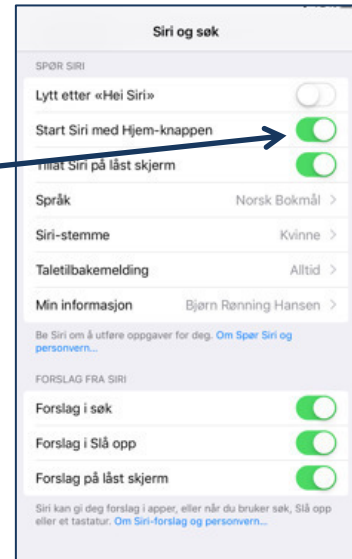 Siri og søk
SPØR SIRI
Lytt etter «Hei Siri»
Start Siri med Hjem-knappen
Tillat Siri på låst skjerm
Språk Norsk Bokmål >
Siri-stemme Kvinne >
Taletilbakemelding Alltid >
Min informasjon Bjørn Rønning Hansen >
Be Siri om å utføre oppgaver for deg. Om Spør Siri og
personvern...
FORSLAG FRA SIRI
Forslag i søk
Forslag i Slå opp
Forslag på låst skjerm
Siri kan gi deg forslag i apper, eller når du bruker søk, Slå opp
eller et tastatur. Om Siri-forslag og personvern...